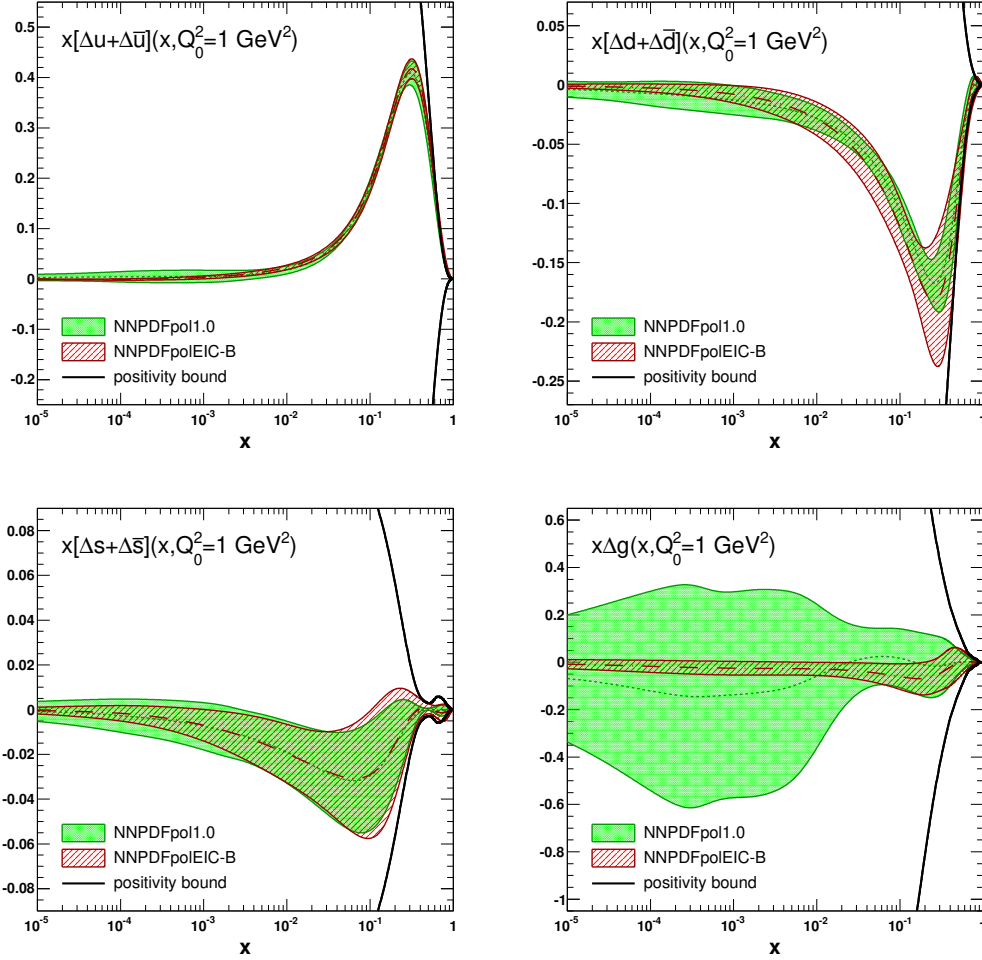 x[Δu+Δū](x,Q₀²=1 GeV²)
0.5
0.4
0.3
0.2
0.1
0
-0.1
-0.2
NNPDFpol1.0
NNPDFpolEIC-B
positivity bound
10⁻⁵ 10⁻⁴ 10⁻³ 10⁻² 10⁻¹ 1
x
x[Δd+Δd̄](x,Q₀²=1 GeV²)
0.05
0
-0.05
-0.1
-0.15
-0.2
-0.25
NNPDFpol1.0
NNPDFpolEIC-B
positivity bound
10⁻⁵ 10⁻⁴ 10⁻³ 10⁻² 10⁻¹ 1
x
x[Δs+Δs̄](x,Q₀²=1 GeV²)
0.08
0.06
0.04
0.02
0
-0.02
-0.04
-0.06
-0.08
NNPDFpol1.0
NNPDFpolEIC-B
positivity bound
10⁻⁵ 10⁻⁴ 10⁻³ 10⁻² 10⁻¹ 1
x
xΔg(x,Q₀²=1 GeV²)
0.6
0.4
0.2
0
-0.2
-0.4
-0.6
-0.8
-1
NNPDFpol1.0
NNPDFpolEIC-B
positivity bound
10⁻⁵ 10⁻⁴ 10⁻³ 10⁻² 10⁻¹ 1
x